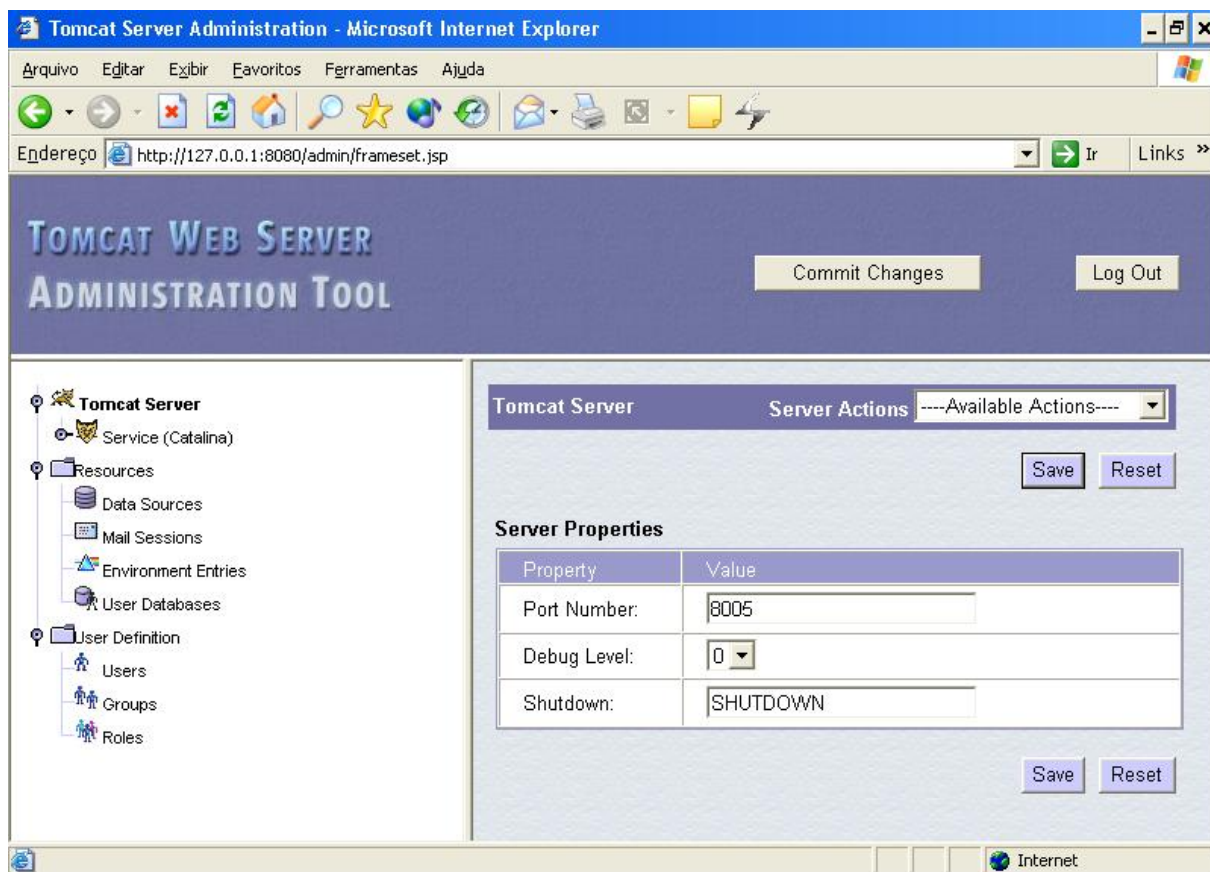 Tomcat Server Administration - Microsoft Internet Explorer
Arquivo Editar Exibir Favoritos Ferramentas Ajuda
Endereço http://127.0.0.1:8080/admin/frameset.jsp Ir Links »
TOMCAT WEB SERVER
ADMINISTRATION TOOL
Commit Changes Log Out
Tomcat Server
Service (Catalina)
Resources
Data Sources
Mail Sessions
Environment Entries
User Databases
User Definition
Users
Groups
Roles
Tomcat Server Server Actions ----Available Actions----
Save Reset
Server Properties
Property Value
Port Number: 8005
Debug Level: 0
Shutdown: SHUTDOWN
Save Reset
Internet